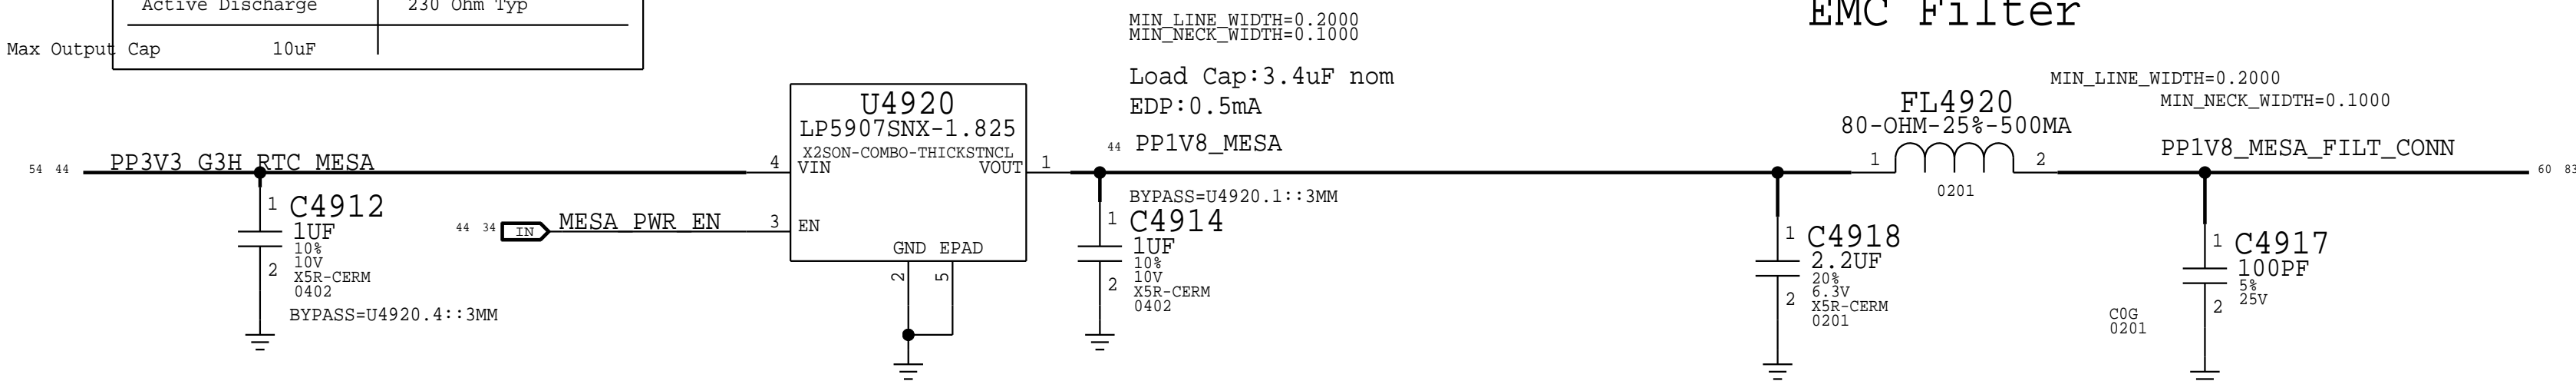 Active Discharge 230 Ohm Typ
Max Output Cap 10uF
MIN_LINE_WIDTH=0.2000
MIN_NECK_WIDTH=0.1000
Load Cap:3.4uF nom
EDP:0.5mA
EMC Filter
MIN_LINE_WIDTH=0.2000
MIN_NECK_WIDTH=0.1000
54 44
PP3V3_G3H_RTC_MESA
1
C4912
1UF
10%
10V
X5R-CERM
0402
2
BYPASS=U4920.4::3MM
44 34
IN
MESA_PWR_EN
U4920
LP5907SNX-1.825
X2SON-COMBO-THICKSTNCL
4
VIN
VOUT
1
3
EN
GND EPAD
2
5
44
PP1V8_MESA
BYPASS=U4920.1::3MM
1
C4914
1UF
10%
10V
X5R-CERM
0402
2
1
C4918
2.2UF
20%
6.3V
X5R-CERM
0201
2
FL4920
80-OHM-25%-500MA
1
2
0201
PP1V8_MESA_FILT_CONN
60 83
1
C4917
100PF
5%
25V
2
C0G
0201